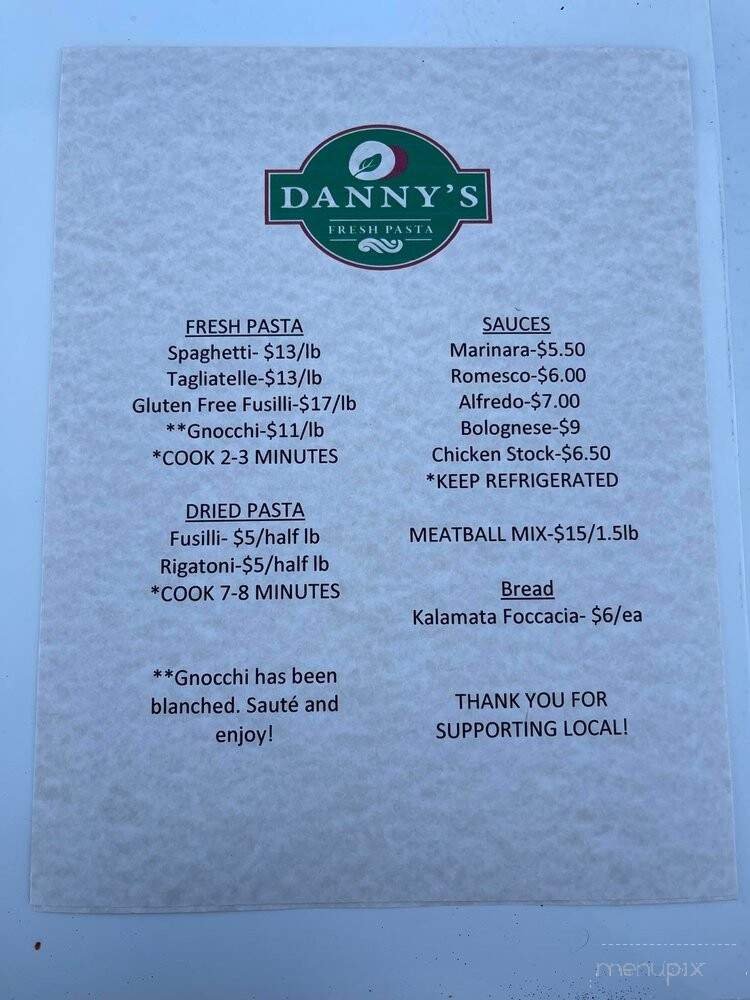 DANNY'S
FRESH PASTA
FRESH PASTA
Spaghetti- $13/lb
Tagliatelle-$13/lb
Gluten Free Fusilli-$17/lb
**Gnocchi-$11/lb
*COOK 2-3 MINUTES
DRIED PASTA
Fusilli- $5/half lb
Rigatoni-$5/half lb
*COOK 7-8 MINUTES
**Gnocchi has been
blanched. Sauté and
enjoy!
SAUCES
Marinara-$5.50
Romesco-$6.00
Alfredo-$7.00
Bolognese-$9
Chicken Stock-$6.50
*KEEP REFRIGERATED
MEATBALL MIX-$15/1.5lb
Bread
Kalamata Foccacia- $6/ea
THANK YOU FOR
SUPPORTING LOCAL!
menupix